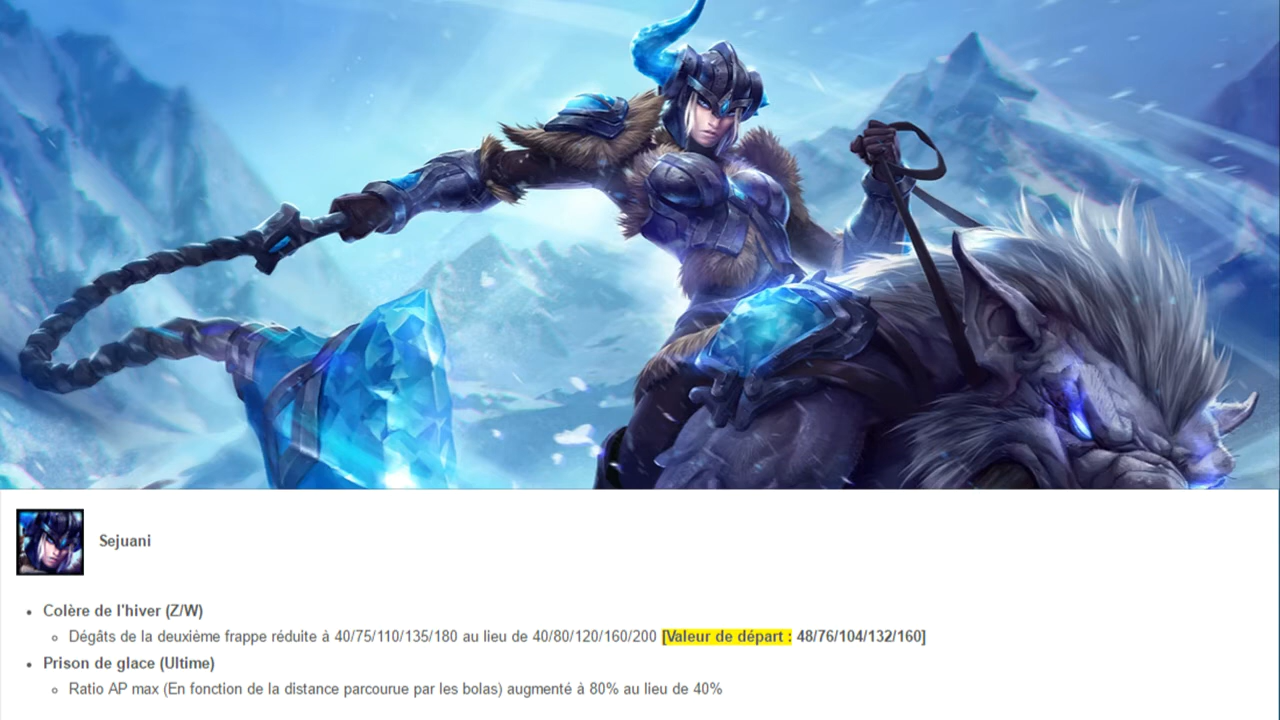 Sejuani
• Colère de l'hiver (Z/W)
◦ Dégâts de la deuxième frappe réduite à 40/75/110/135/180 au lieu de 40/80/120/160/200 [Valeur de départ : 48/76/104/132/160]
• Prison de glace (Ultime)
◦ Ratio AP max (En fonction de la distance parcourue par les bolas) augmenté à 80% au lieu de 40%